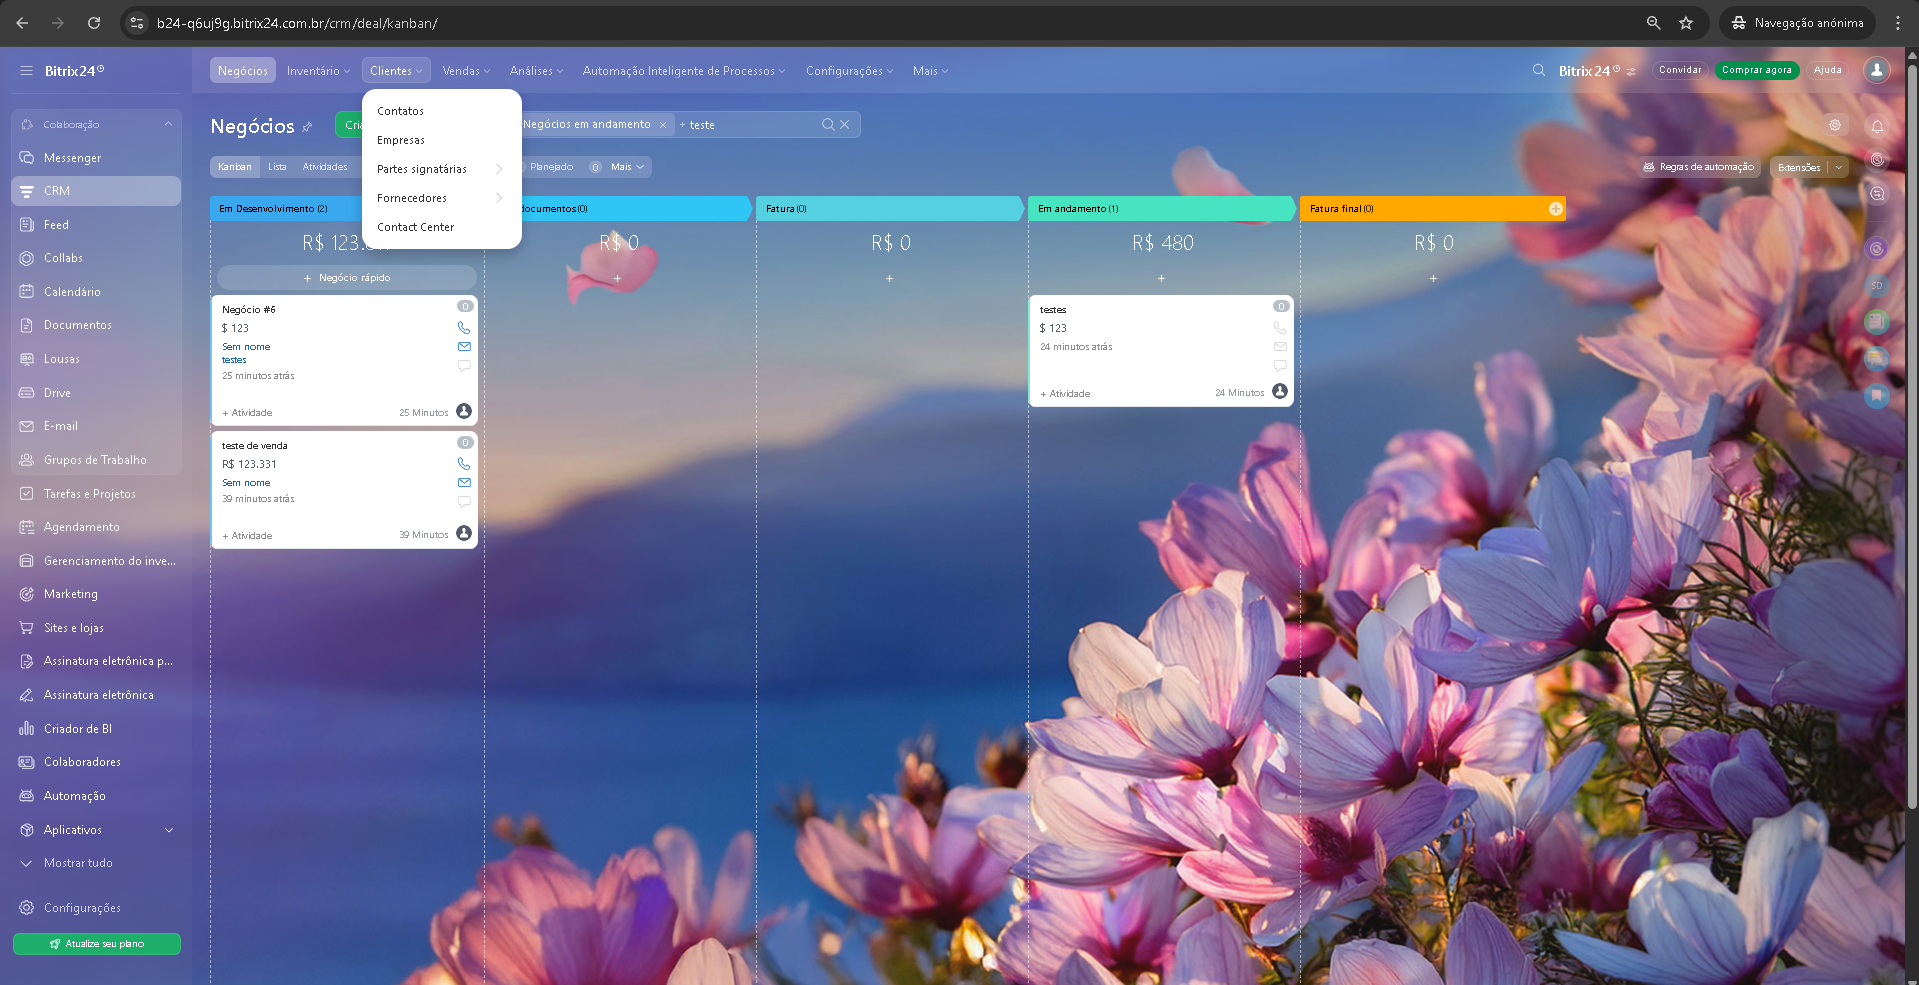 b24-q6uj9g.bitrix24.com.br/crm/deal/kanban/
Navegação anónima
Bitrix24
Negócios
Inventário
Clientes
Vendas
Análises
Automação Inteligente de Processos
Configurações
Mais
Bitrix24
Convidar
Comprar agora
Ajuda
Colaboração
Messenger
CRM
Feed
Collabs
Calendário
Documentos
Lousas
Drive
E-mail
Grupos de Trabalho
Tarefas e Projetos
Agendamento
Gerenciamento do inve...
Marketing
Sites e lojas
Assinatura eletrônica p...
Assinatura eletrônica
Criador de BI
Colaboradores
Automação
Aplicativos
Mostrar tudo
Configurações
Atualize seu plano
Contatos
Empresas
Partes signatárias
Fornecedores
Contact Center
Negócios
Negócios em andamento
+ teste
Kanban
Lista
Atividades
Planejado
0
Mais
Regras de automação
Extensões
Em Desenvolvimento (2)
R$ 123.
+ Negócio rápido
Negócio #6
0
$ 123
Sem nome
testes
25 minutos atrás
+ Atividade
25 Minutos
teste de venda
0
R$ 123.331
Sem nome
39 minutos atrás
+ Atividade
39 Minutos
documentos (0)
R$ 0
+
Fatura (0)
R$ 0
+
Em andamento (1)
R$ 480
+
testes
0
$ 123
24 minutos atrás
+ Atividade
24 Minutos
Fatura final (0)
R$ 0
+
SD